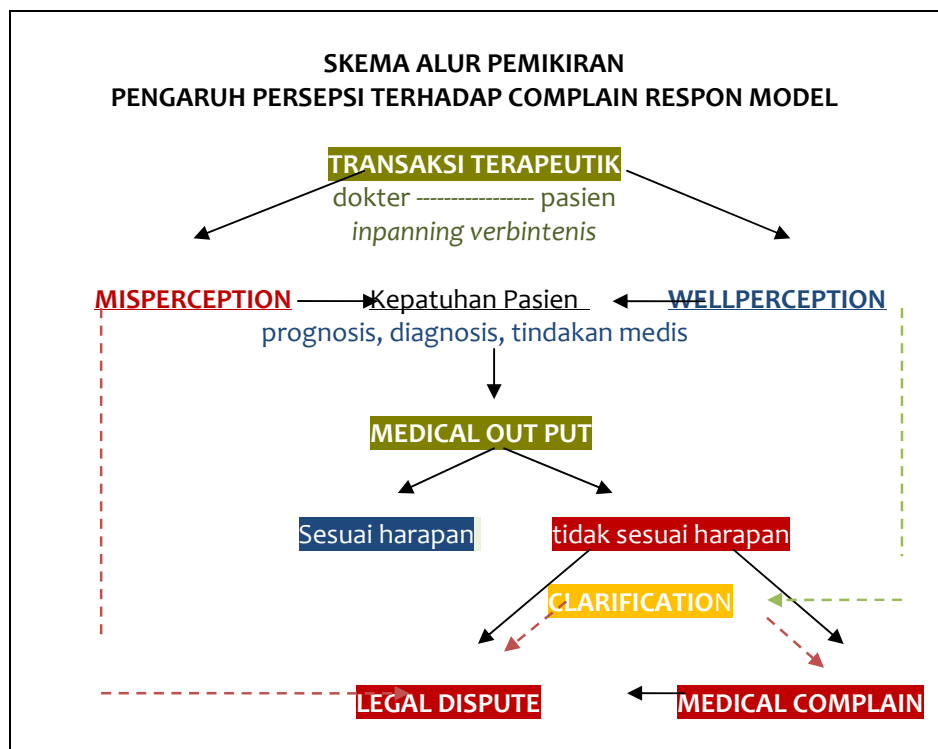 SKEMA ALUR PEMIKIRAN
PENGARUH PERSEPSI TERHADAP COMPLAIN RESPON MODEL
TRANSAKSI TERAPEUTIK
dokter ----------------- pasien
inpanning verbintenis
MISPERCEPTION Kepatuhan Pasien WELLPERCEPTION
prognosis, diagnosis, tindakan medis
MEDICAL OUT PUT
Sesuai harapan tidak sesuai harapan
CLARIFICATION
LEGAL DISPUTE MEDICAL COMPLAIN